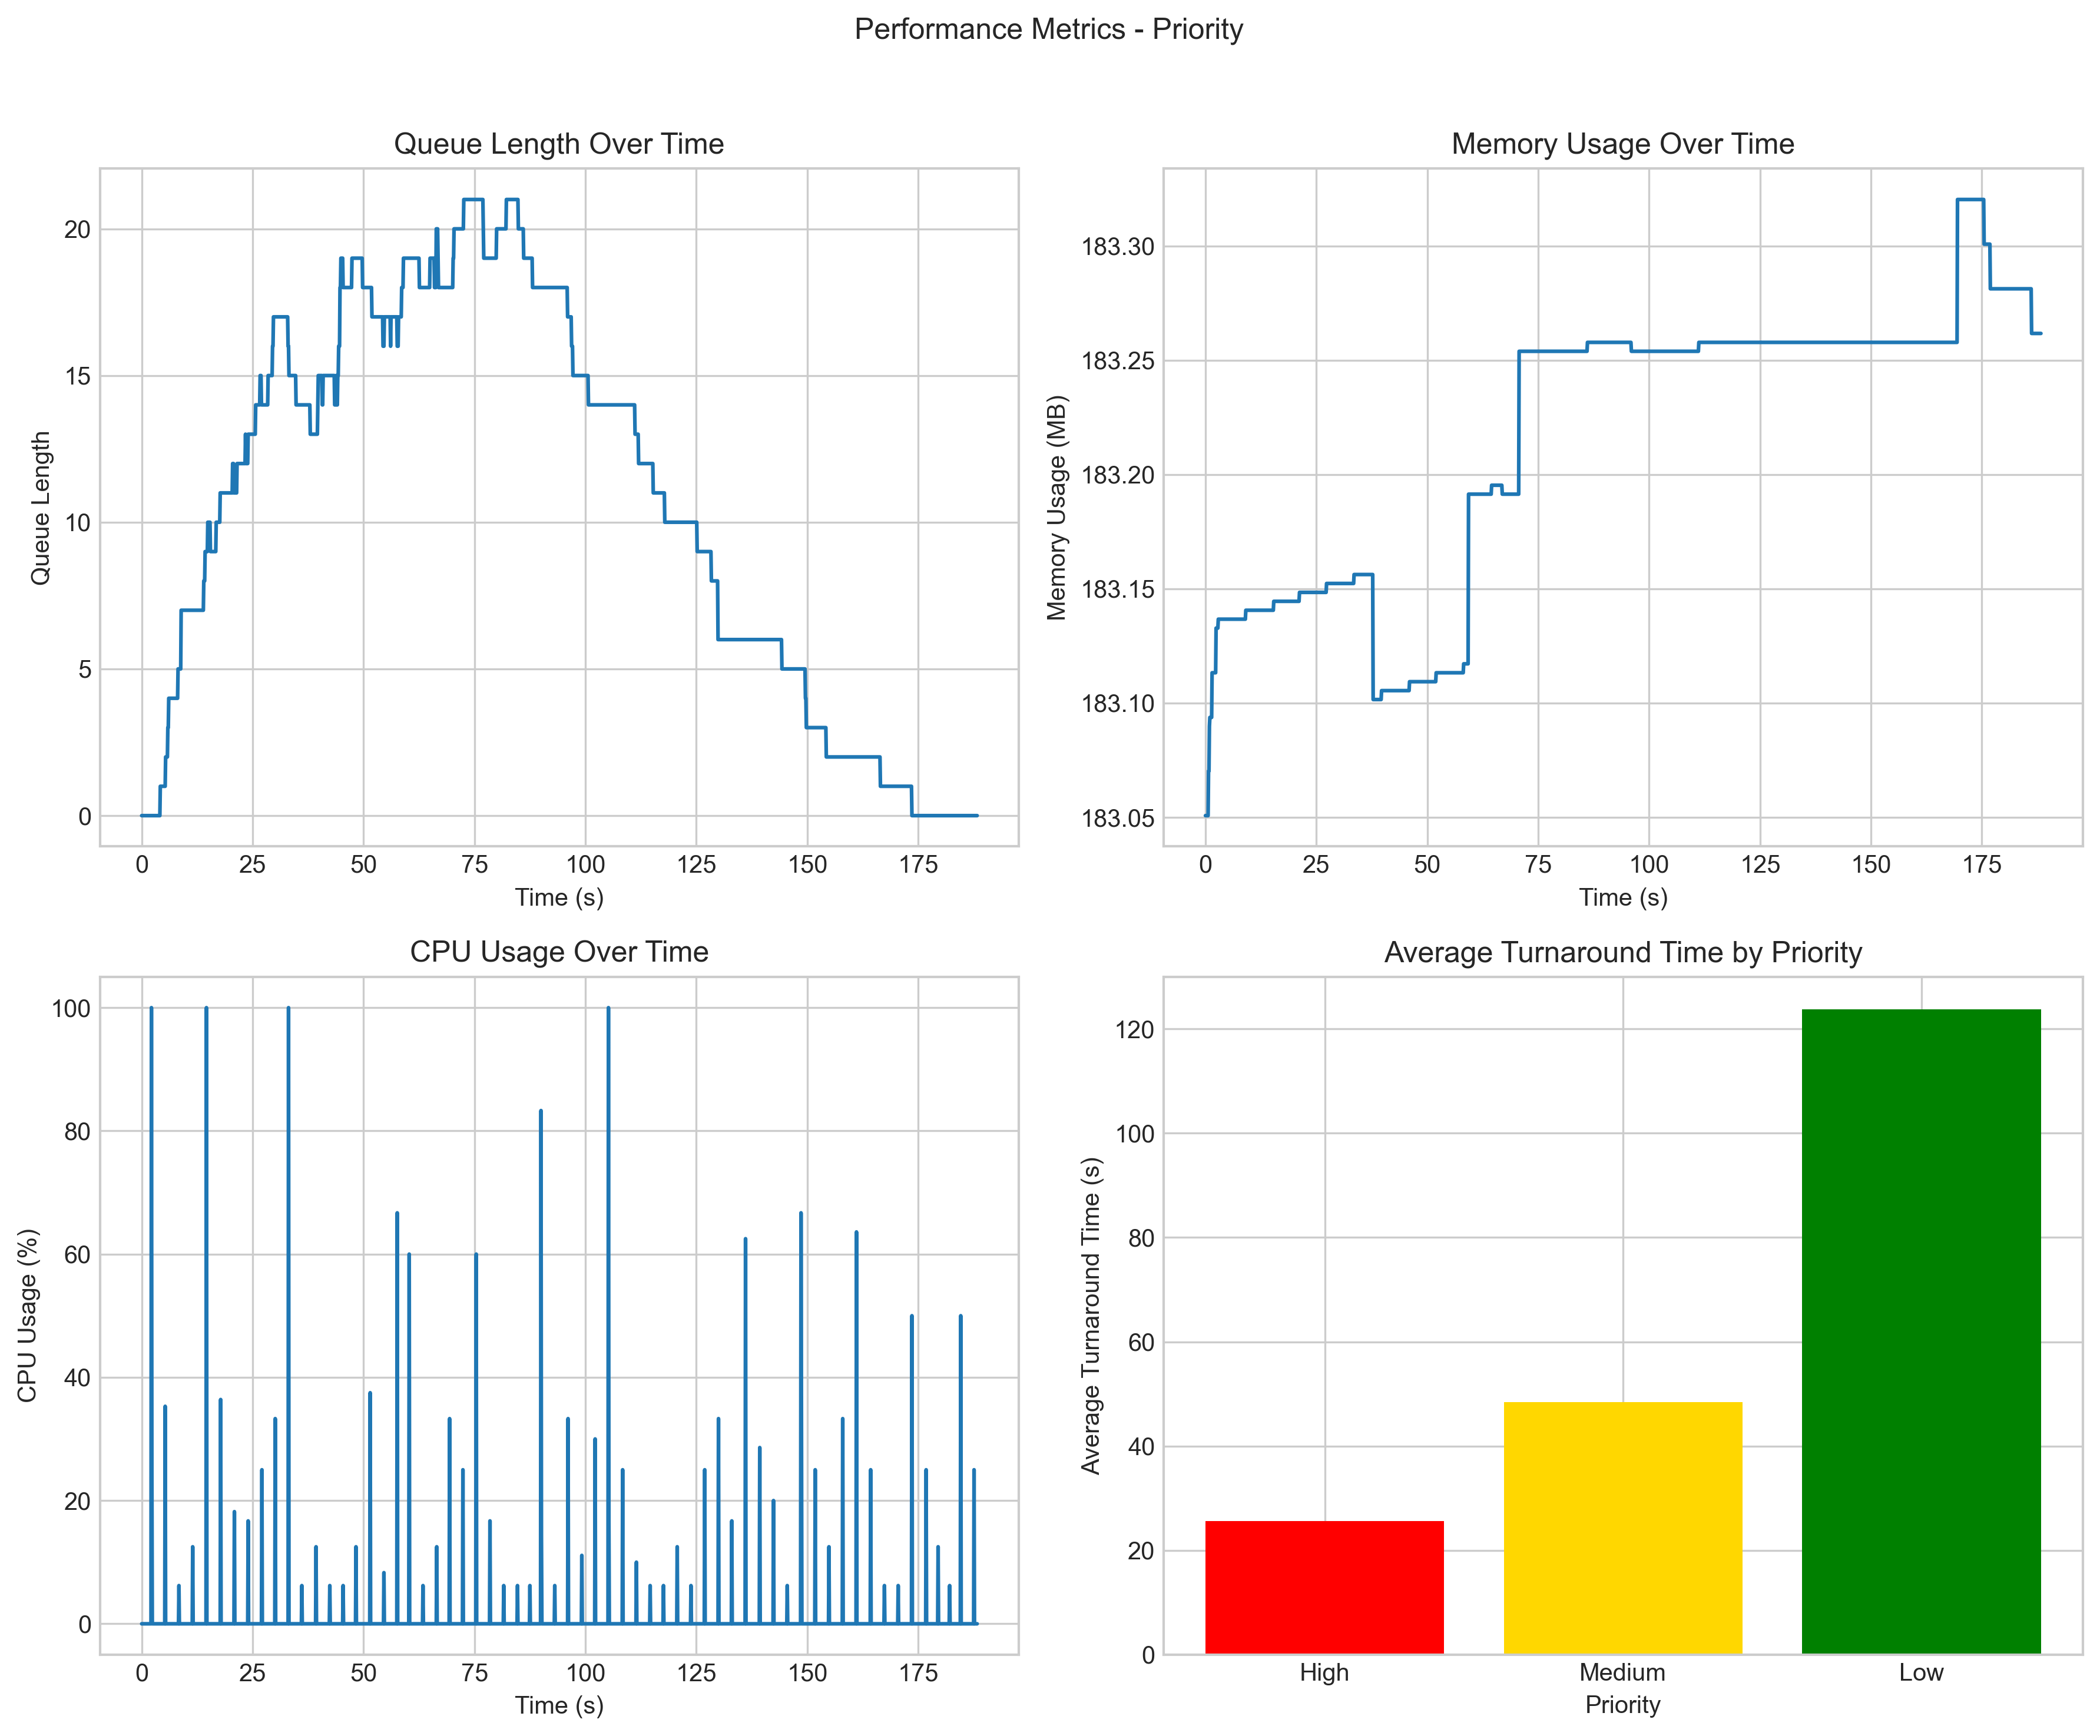 Performance Metrics - Priority
Queue Length Over Time
Queue Length
20
15
10
5
0
0 25 50 75 100 125 150 175
Time (s)
Memory Usage Over Time
Memory Usage (MB)
183.30
183.25
183.20
183.15
183.10
183.05
0 25 50 75 100 125 150 175
Time (s)
CPU Usage Over Time
CPU Usage (%)
100
80
60
40
20
0
0 25 50 75 100 125 150 175
Time (s)
Average Turnaround Time by Priority
Average Turnaround Time (s)
120
100
80
60
40
20
0
High Medium Low
Priority